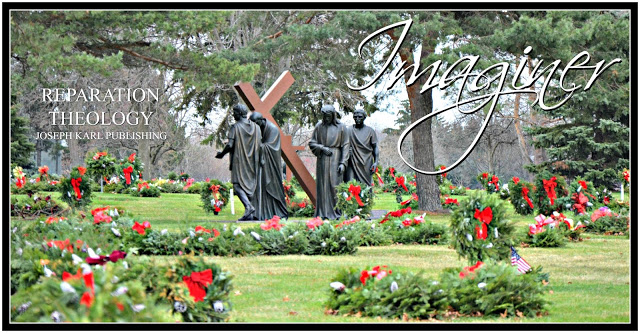 REPARATION
THEOLOGY
JOSEPH KARL PUBLISHING
Imaginer